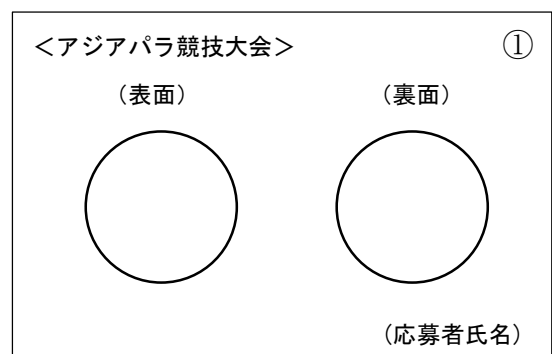 ＜アジアパラ競技大会＞ ①
（表面） （裏面）
（応募者氏名）